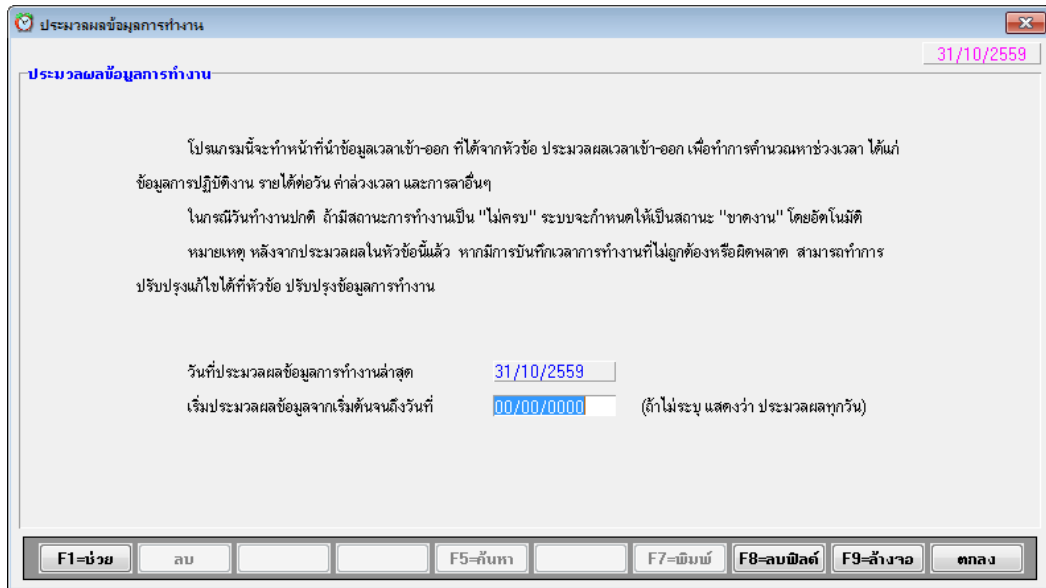 ประมวลผลข้อมูลการทำงาน
31/10/2559
ประมวลผลข้อมูลการทำงาน
โปรแกรมนี้จะทำหน้าที่นำข้อมูลเวลาเข้า-ออก ที่ได้จากหัวข้อ ประมวลผลเวลาเข้า-ออก เพื่อทำการคำนวณหาช่วงเวลา ได้แก่
ข้อมูลการปฏิบัติงาน รายได้ต่อวัน ค่าล่วงเวลา และการลาอื่นๆ
ในกรณีวันทำงานปกติ ถ้ามีสถานะการทำงานเป็น "ไม่ครบ" ระบบจะกำหนดให้เป็นสถานะ "ขาดงาน" โดยอัตโนมัติ
หมายเหตุ หลังจากประมวลผลในหัวข้อนี้แล้ว หากมีการบันทึกเวลาการทำงานที่ไม่ถูกต้องหรือผิดพลาด สามารถทำการ
ปรับปรุงแก้ไขได้ที่หัวข้อ ปรับปรุงข้อมูลการทำงาน
วันที่ประมวลผลข้อมูลการทำงานล่าสุด 31/10/2559
เริ่มประมวลผลข้อมูลจากเริ่มต้นจนถึงวันที่ 00/00/0000 (ถ้าไม่ระบุ แสดงว่า ประมวลผลทุกวัน)
F1=ช่วย ลบ F5=ค้นหา F7=พิมพ์ F8=ลบฟิลด์ F9=ล้างจอ ตกลง